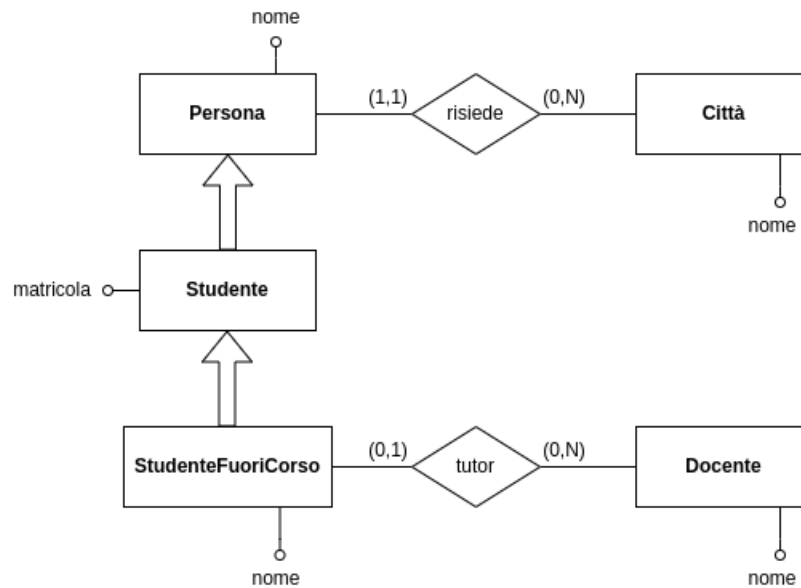 nome
Persona
(1,1)
risiede
(0,N)
Città
nome
matricola
Studente
StudenteFuoriCorso
(0,1)
tutor
(0,N)
Docente
nome
nome